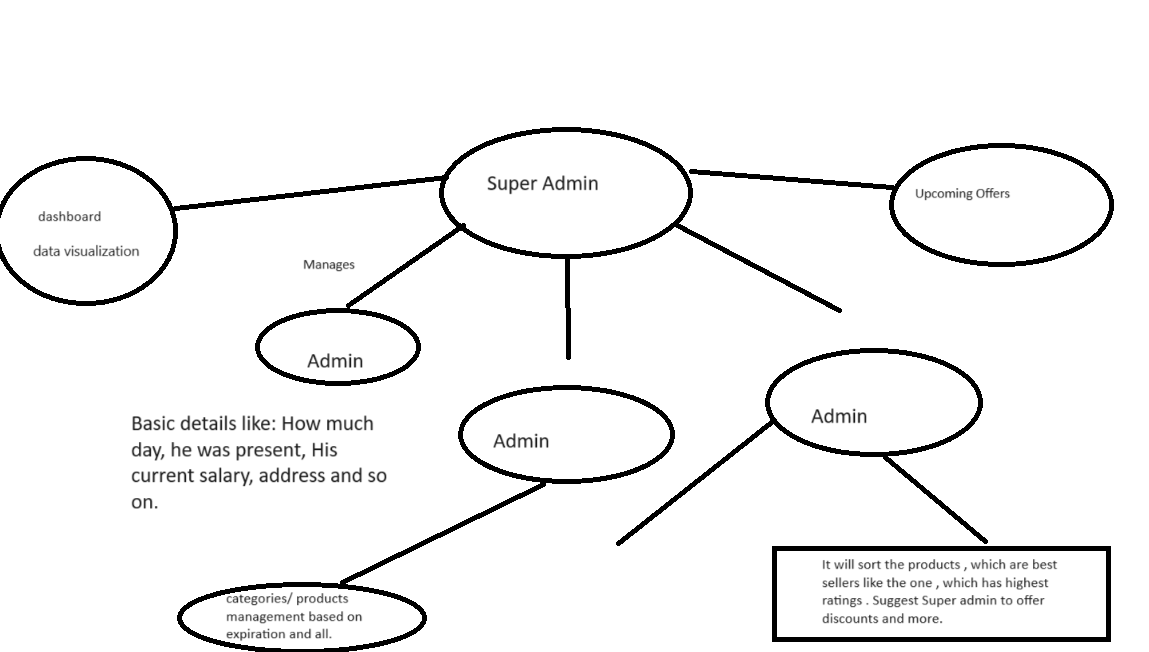 Super Admin
Upcoming Offers
dashboard
data visualization
Manages
Admin
Admin
Admin
Basic details like: How much
day, he was present, His
current salary, address and so
on.
categories/ products
management based on
expiration and all.
It will sort the products , which are best
sellers like the one , which has highest
ratings . Suggest Super admin to offer
discounts and more.